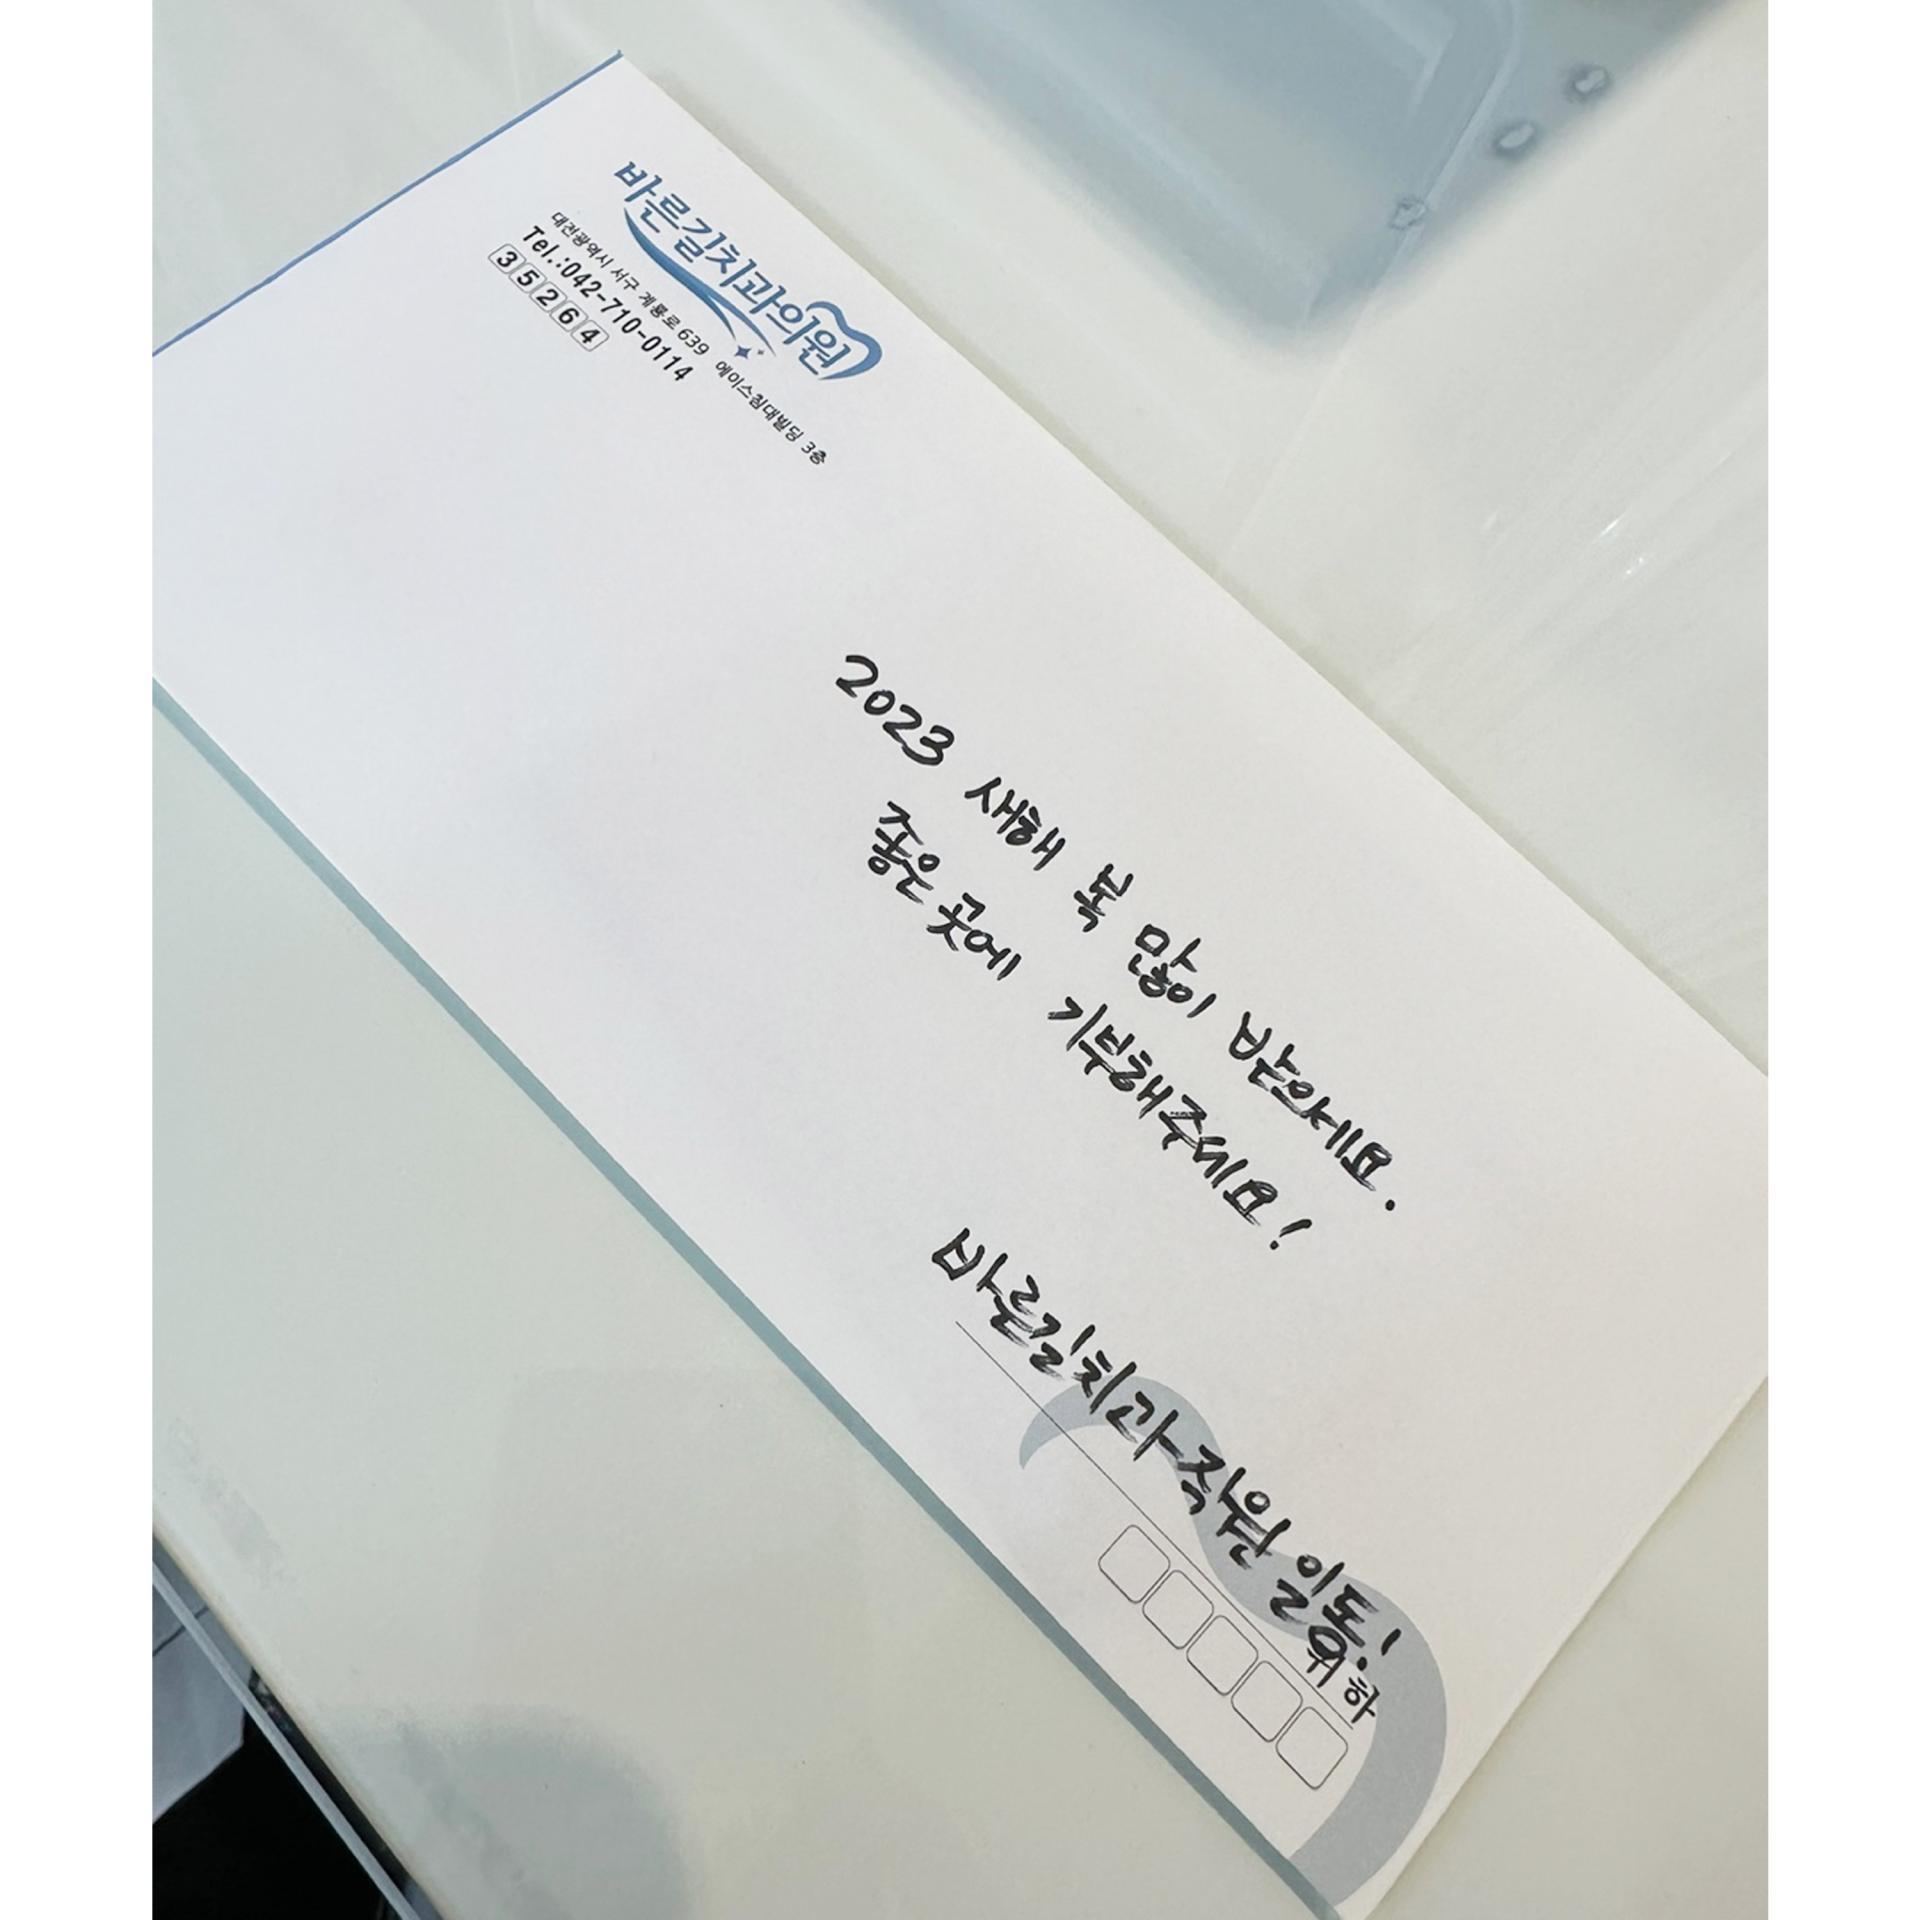 바른길치과의원
대전광역시 서구 계룡로 639 에이스침대빌딩 3층
Tel.:042-710-0114
35264
2023 새해 복 많이 받으세요.
좋은 곳에 기부해주세요!
바른길치과 직원 일동!
귀하